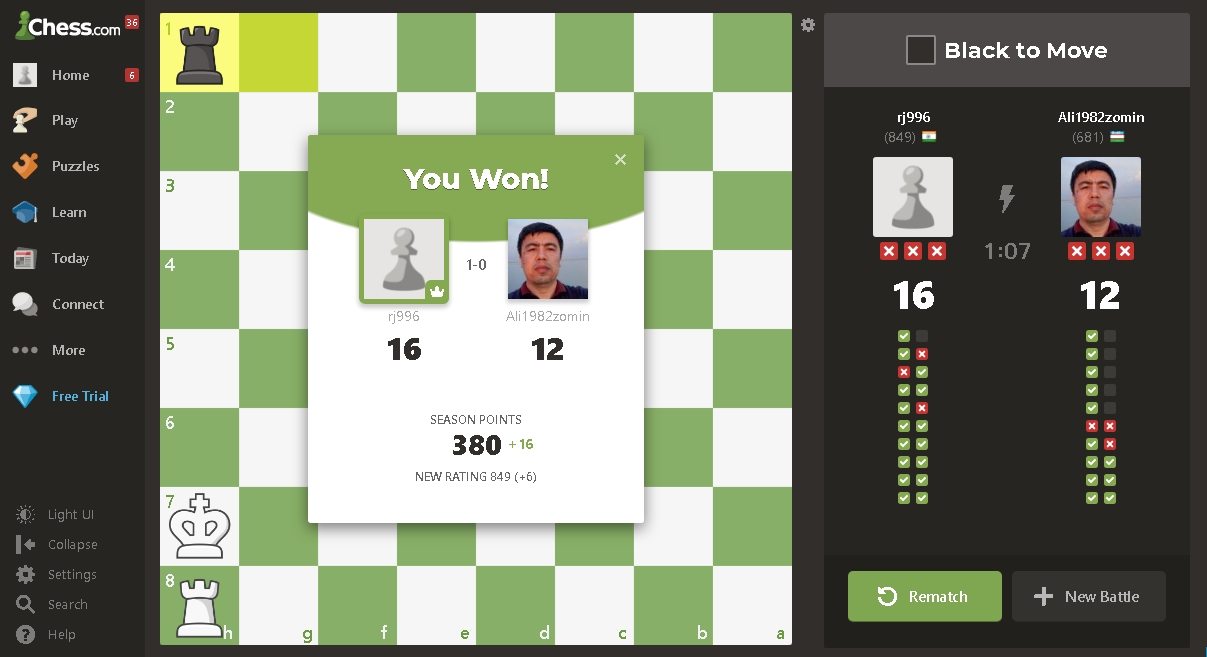 Chess.com 36
Home 6
Play
Puzzles
Learn
Today
Connect
More
Free Trial
Light UI
Collapse
Settings
Search
Help
1
2
3
4
5
6
7
8
h g f e d c b a
You Won!
1-0
rj996 Ali1982zomin
16 12
SEASON POINTS
380 +16
NEW RATING 849 (+6)
Black to Move
rj996 Ali1982zomin
(849) (681)
1:07
16 12
Rematch New Battle